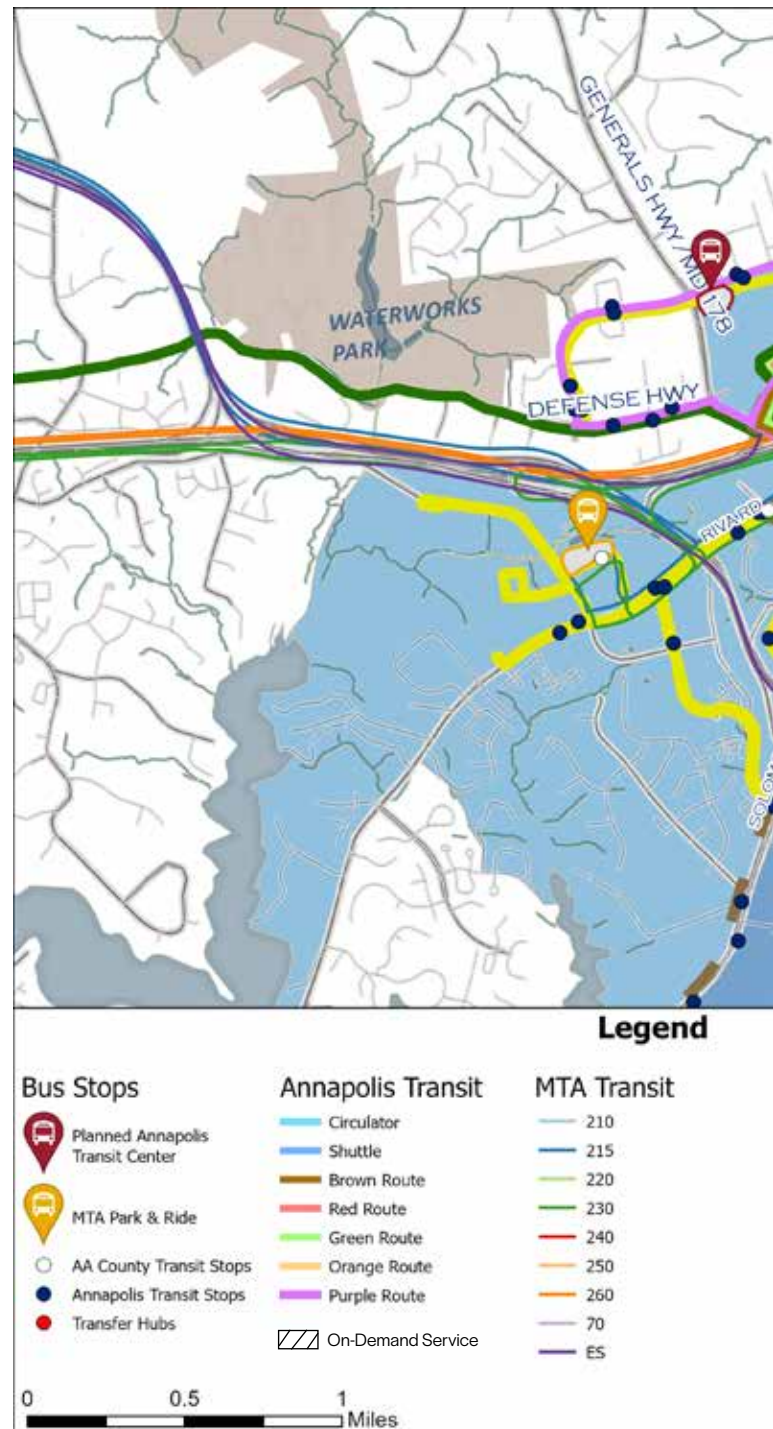 GENERALS HWY / MD 178
WATERWORKS
PARK
DEFENSE HWY
RIVA RD
SOLOM
Legend
Bus Stops
Planned Annapolis
Transit Center
MTA Park & Ride
AA County Transit Stops
Annapolis Transit Stops
Transfer Hubs
Annapolis Transit
Circulator
Shuttle
Brown Route
Red Route
Green Route
Orange Route
Purple Route
On-Demand Service
MTA Transit
210
215
220
230
240
250
260
70
ES
0 0.5 1
Miles